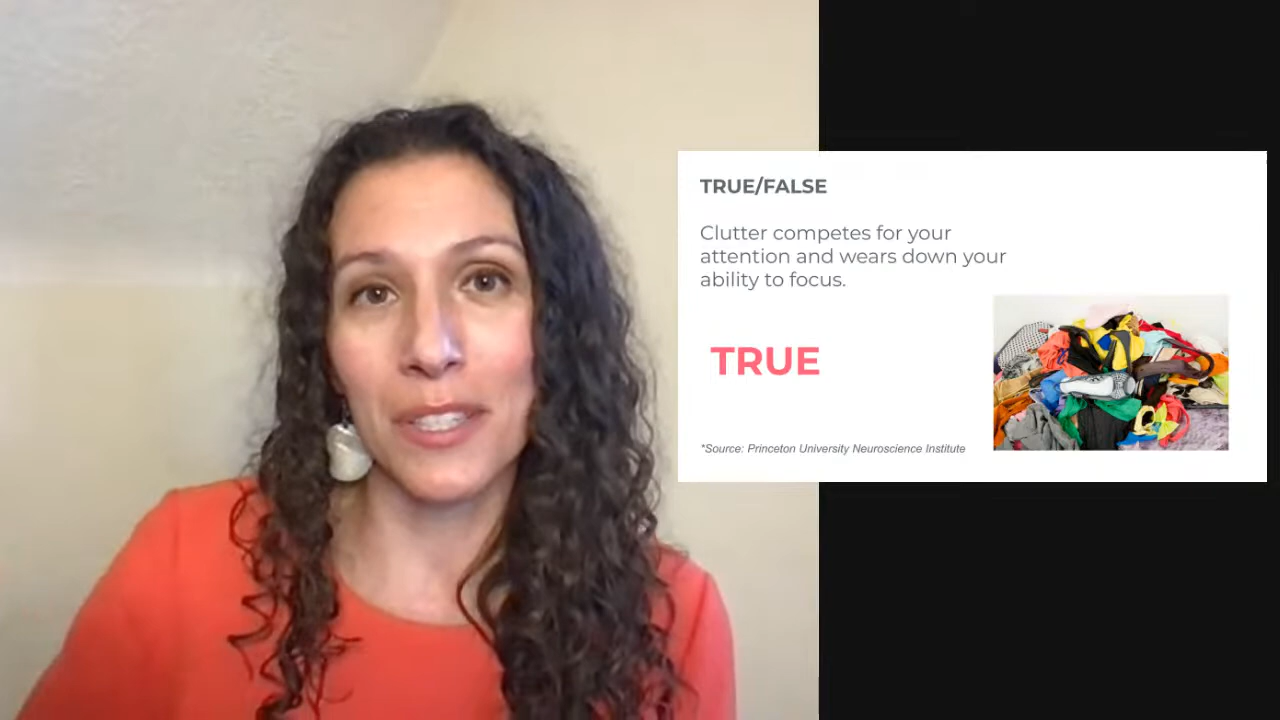 TRUE/FALSE
Clutter competes for your
attention and wears down your
ability to focus.
TRUE
*Source: Princeton University Neuroscience Institute